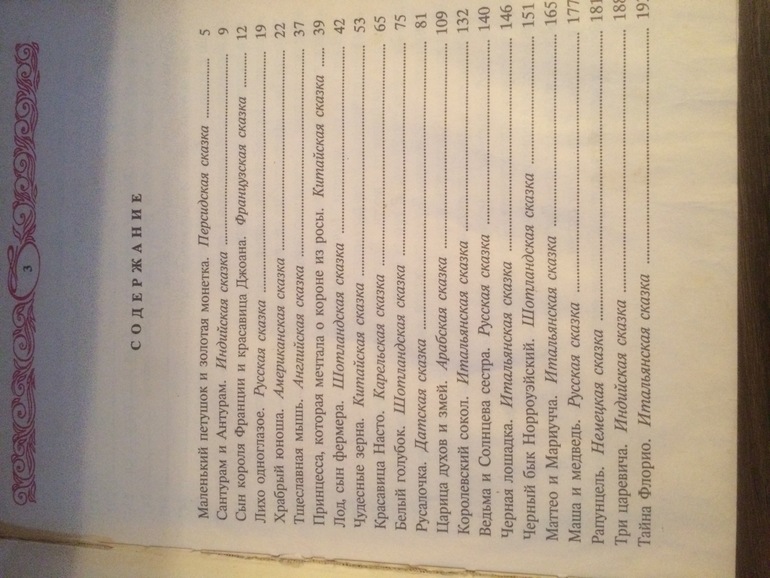 3
СОДЕРЖАНИЕ
Маленький петушок и золотая монетка. Персидская сказка ........ 5
Сантурам и Антурам. Индийская сказка ........ 9
Сын короля Франции и красавица Джоана. Французская сказка ........ 12
Лихо одноглазое. Русская сказка ........ 19
Храбрый юноша. Американская сказка ........ 22
Тщеславная мышь. Английская сказка ........ 37
Принцесса, которая мечтала о короне из росы. Китайская сказка ...... 39
Лод, сын фермера. Шотландская сказка ........ 42
Чудесные зерна. Китайская сказка ........ 53
Красавица Насто. Карельская сказка ........ 65
Белый голубок. Шотландская сказка ........ 75
Русалочка. Датская сказка ........ 81
Царица духов и змей. Арабская сказка ........ 109
Королевский сокол. Итальянская сказка ........ 132
Ведьма и Солнцева сестра. Русская сказка ........ 140
Черная лошадка. Итальянская сказка ........ 146
Черный бык Норроуэйский. Шотландская сказка ........ 151
Маттео и Мариучча. Итальянская сказка ........ 165
Маша и медведь. Русская сказка ........ 177
Рапунцель. Немецкая сказка ........ 181
Три царевича. Индийская сказка ........ 188
Тайна Флорио. Итальянская сказка ........